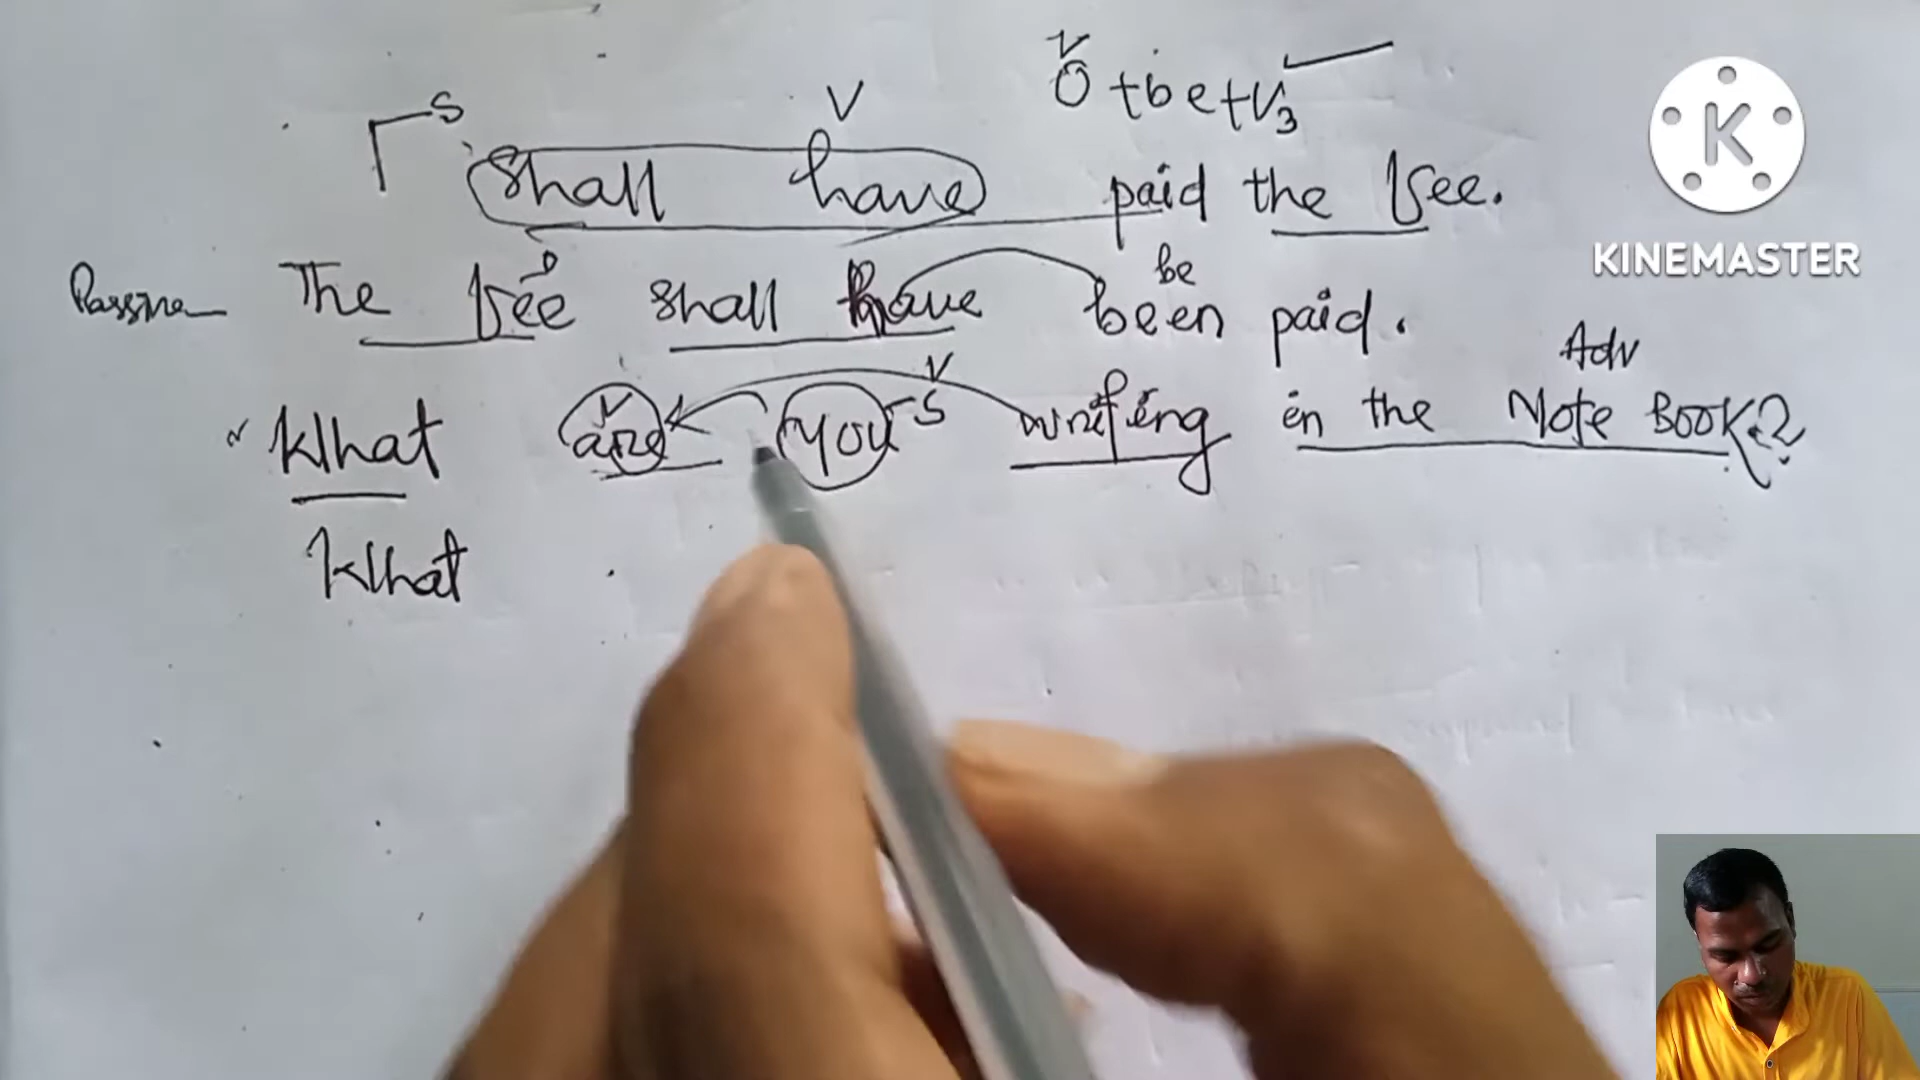 O + be + V3
I S shall have V paid the fee.
Passive The fee shall have been paid.
be
Adv
What are you writing in the Note Book?
V S V
What
KINEMASTER